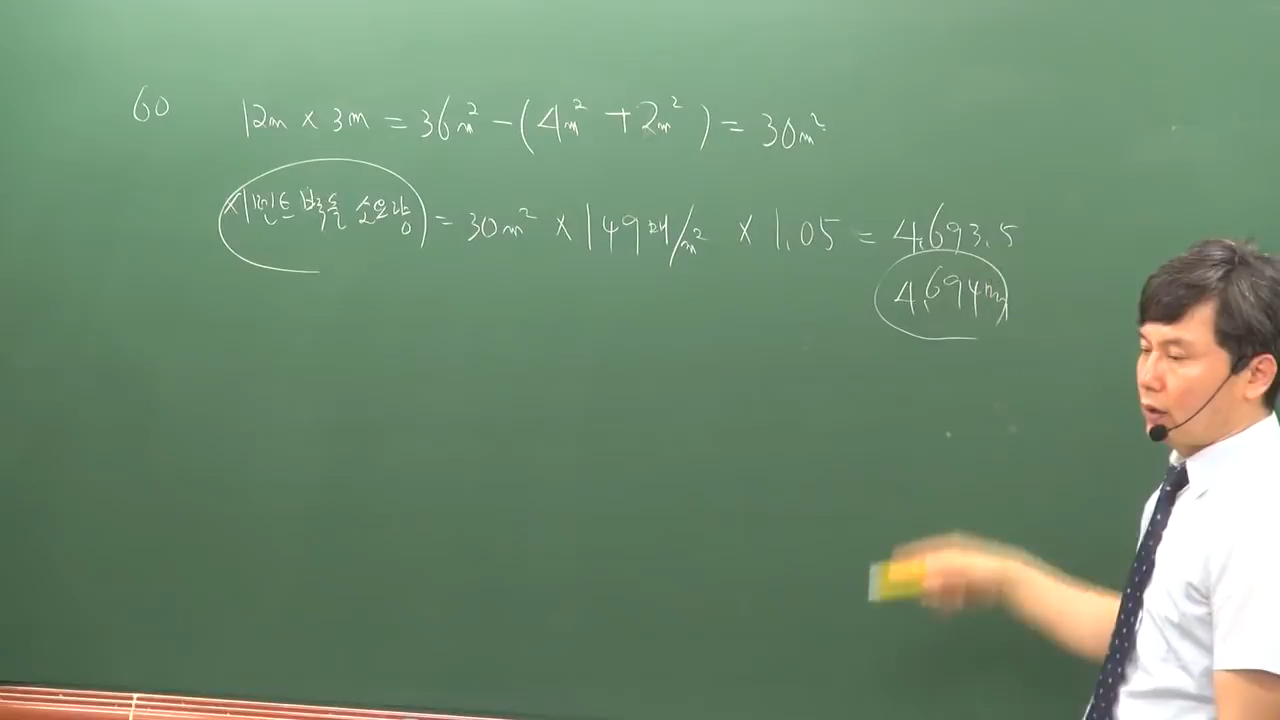 60 12m × 3m = 36m² - (4m² + 2m²) = 30m²
×시멘트 벽돌 소요량 = 30m² × 149매/m² × 1.05 = 4,693.5
4,694매